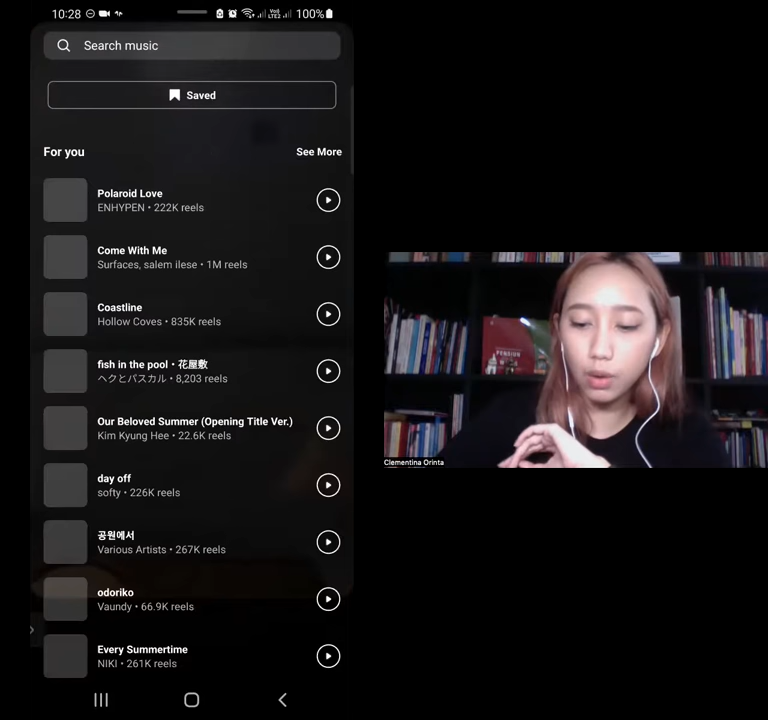 10:28
VoB
LTE2
100%
Search music
Saved
For you
See More
Polaroid Love
ENHYPEN • 222K reels
Come With Me
Surfaces, salem ilese • 1M reels
Coastline
Hollow Coves • 835K reels
fish in the pool・花屋敷
ヘクとパスカル • 8,203 reels
Our Beloved Summer (Opening Title Ver.)
Kim Kyung Hee • 22.6K reels
day off
softy • 226K reels
공원에서
Various Artists • 267K reels
odoriko
Vaundy • 66.9K reels
Every Summertime
NIKI • 261K reels
PENSIUN
Clementina Orinta